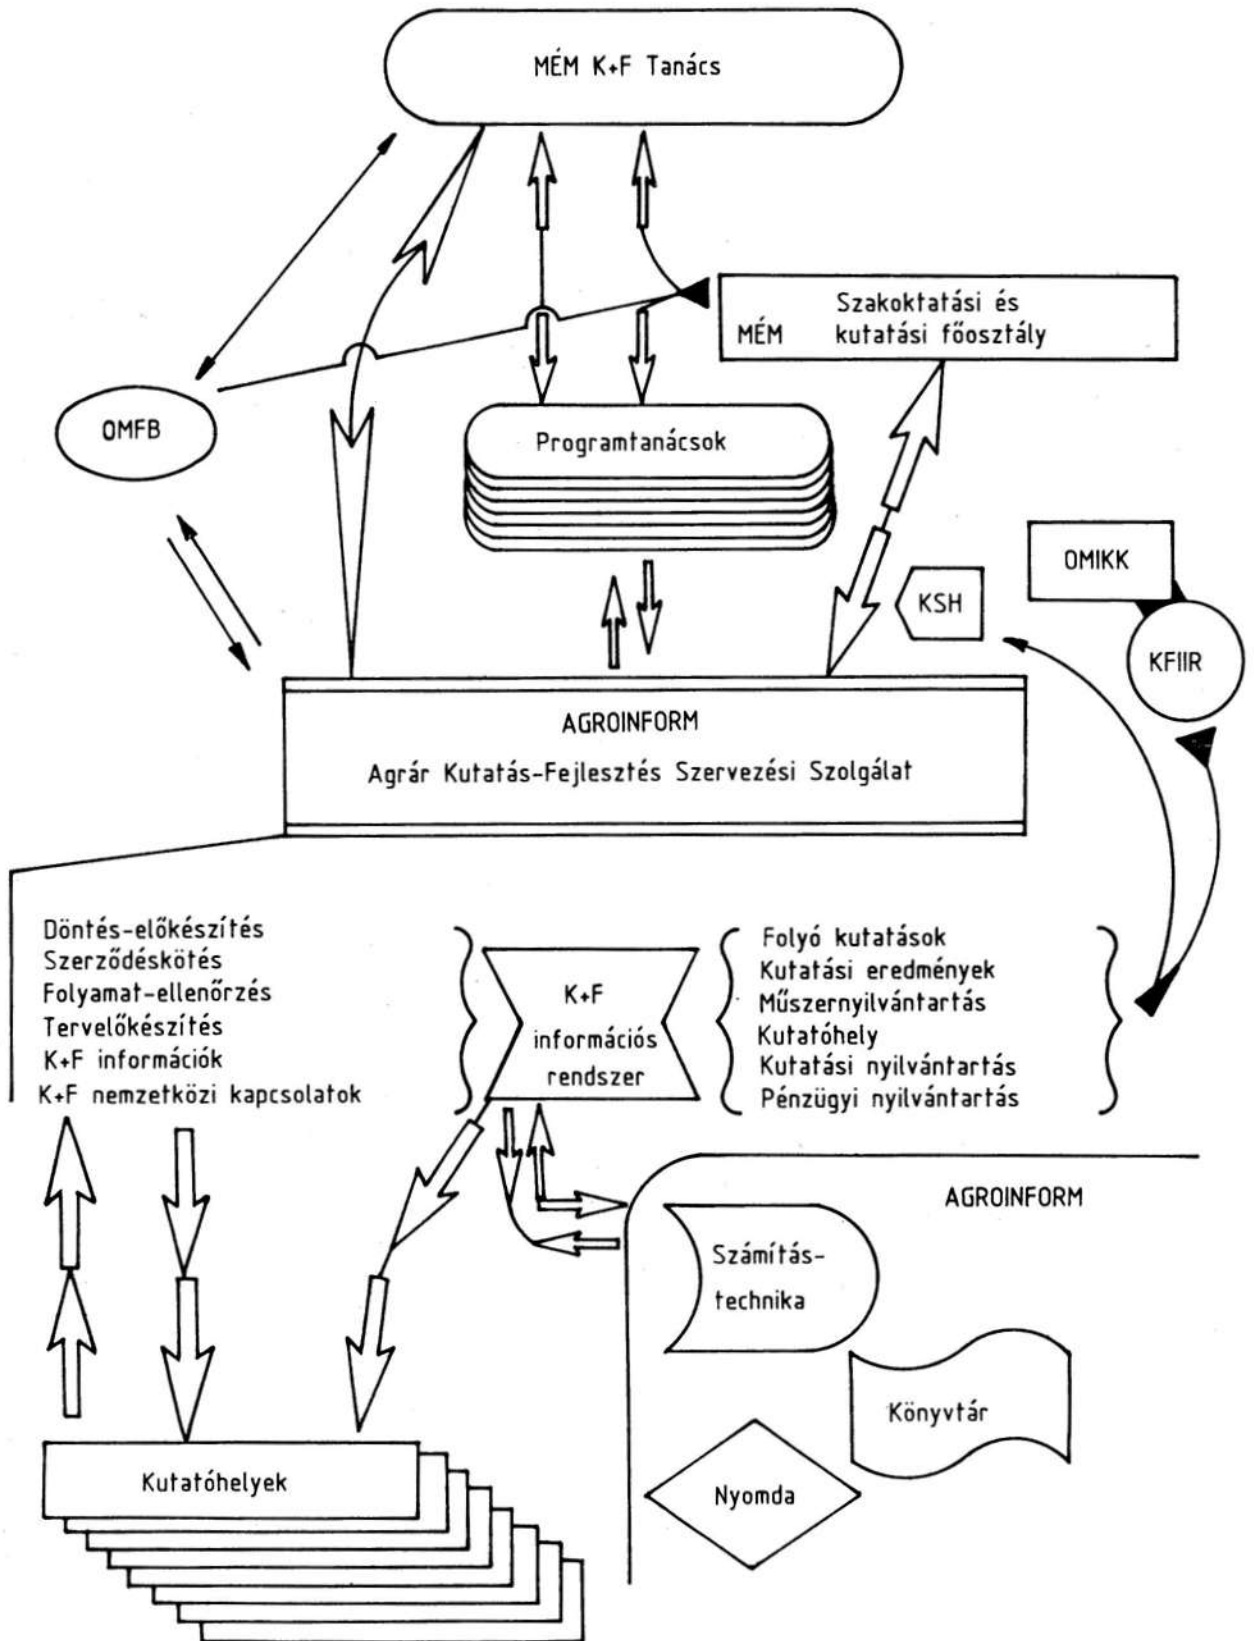 MÉM K+F Tanács
Szakoktatási és
MÉM kutatási főosztály
OMFB
Programtanácsok
OMIKK
KSH
KFIIR
AGROINFORM
Agrár Kutatás-Fejlesztés Szervezési Szolgálat
Döntés-előkészítés
Szerződéskötés
Folyamat-ellenőrzés
Tervelőkészítés
K+F információk
K+F nemzetközi kapcsolatok
K+F
információs
rendszer
Folyó kutatások
Kutatási eredmények
Műszernyilvántartás
Kutatóhely
Kutatási nyilvántartás
Pénzügyi nyilvántartás
AGROINFORM
Számítás-
technika
Könyvtár
Nyomda
Kutatóhelyek